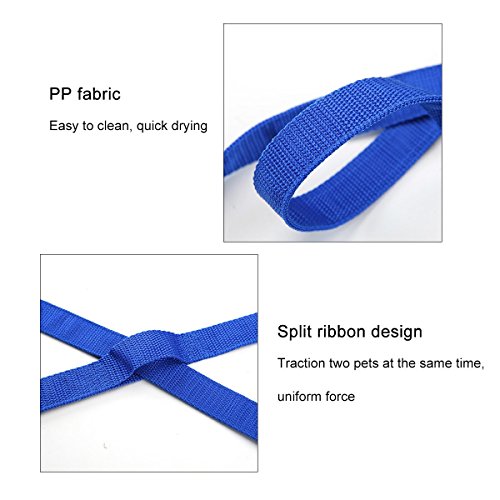 PP fabric
Easy to clean, quick drying
Split ribbon design
Traction two pets at the same time,
uniform force